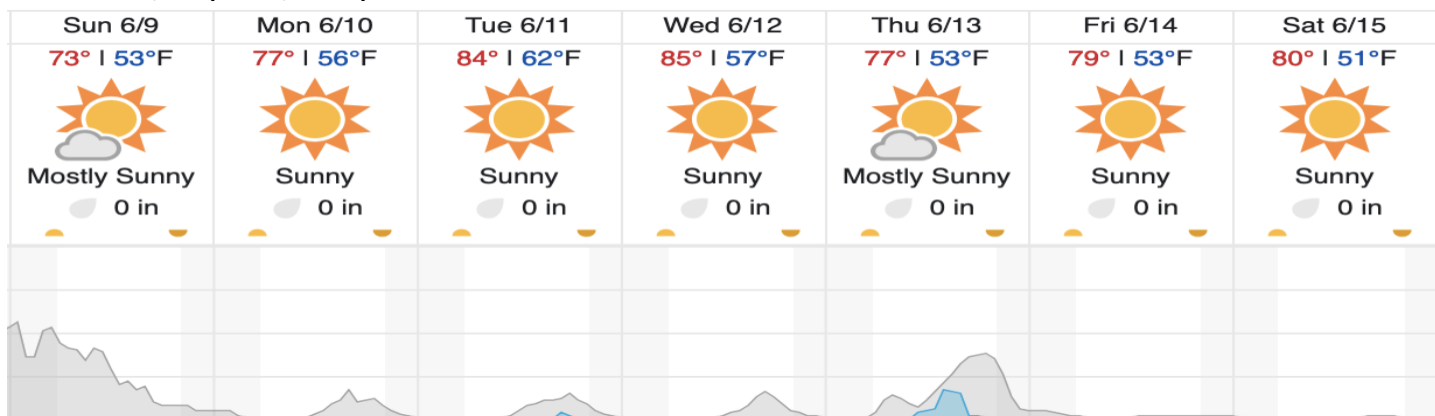 Sun 6/9 Mon 6/10 Tue 6/11 Wed 6/12 Thu 6/13 Fri 6/14 Sat 6/15
73° | 53°F 77° | 56°F 84° | 62°F 85° | 57°F 77° | 53°F 79° | 53°F 80° | 51°F
Mostly Sunny Sunny Sunny Sunny Mostly Sunny Sunny Sunny
0 in 0 in 0 in 0 in 0 in 0 in 0 in